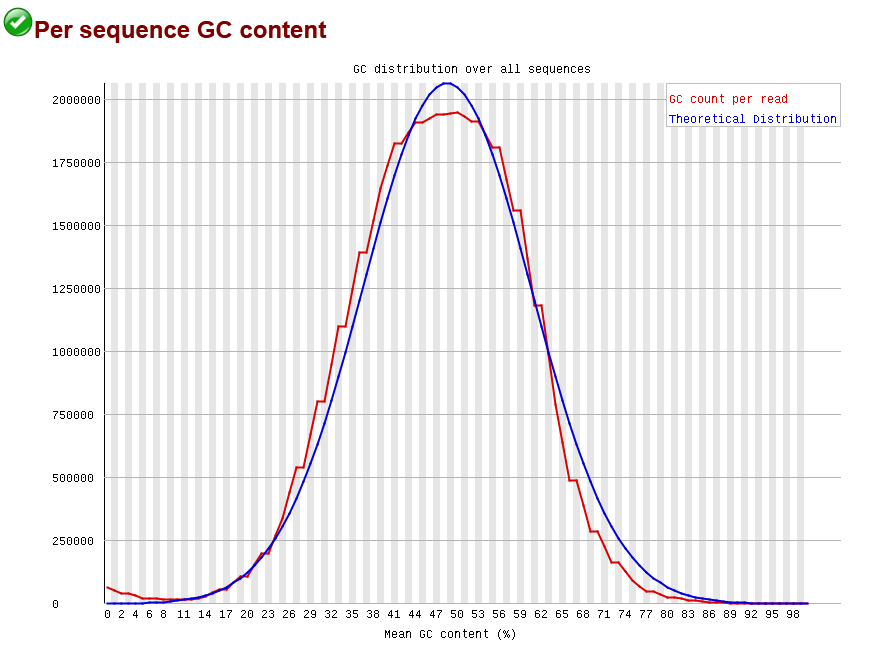 Per sequence GC content
GC distribution over all sequences
GC count per read
Theoretical Distribution
2000000
1750000
1500000
1250000
1000000
750000
500000
250000
0
0 2 4 6 8 11 14 17 20 23 26 29 32 35 38 41 44 47 50 53 56 59 62 65 68 71 74 77 80 83 86 89 92 95 98
Mean GC content (%)